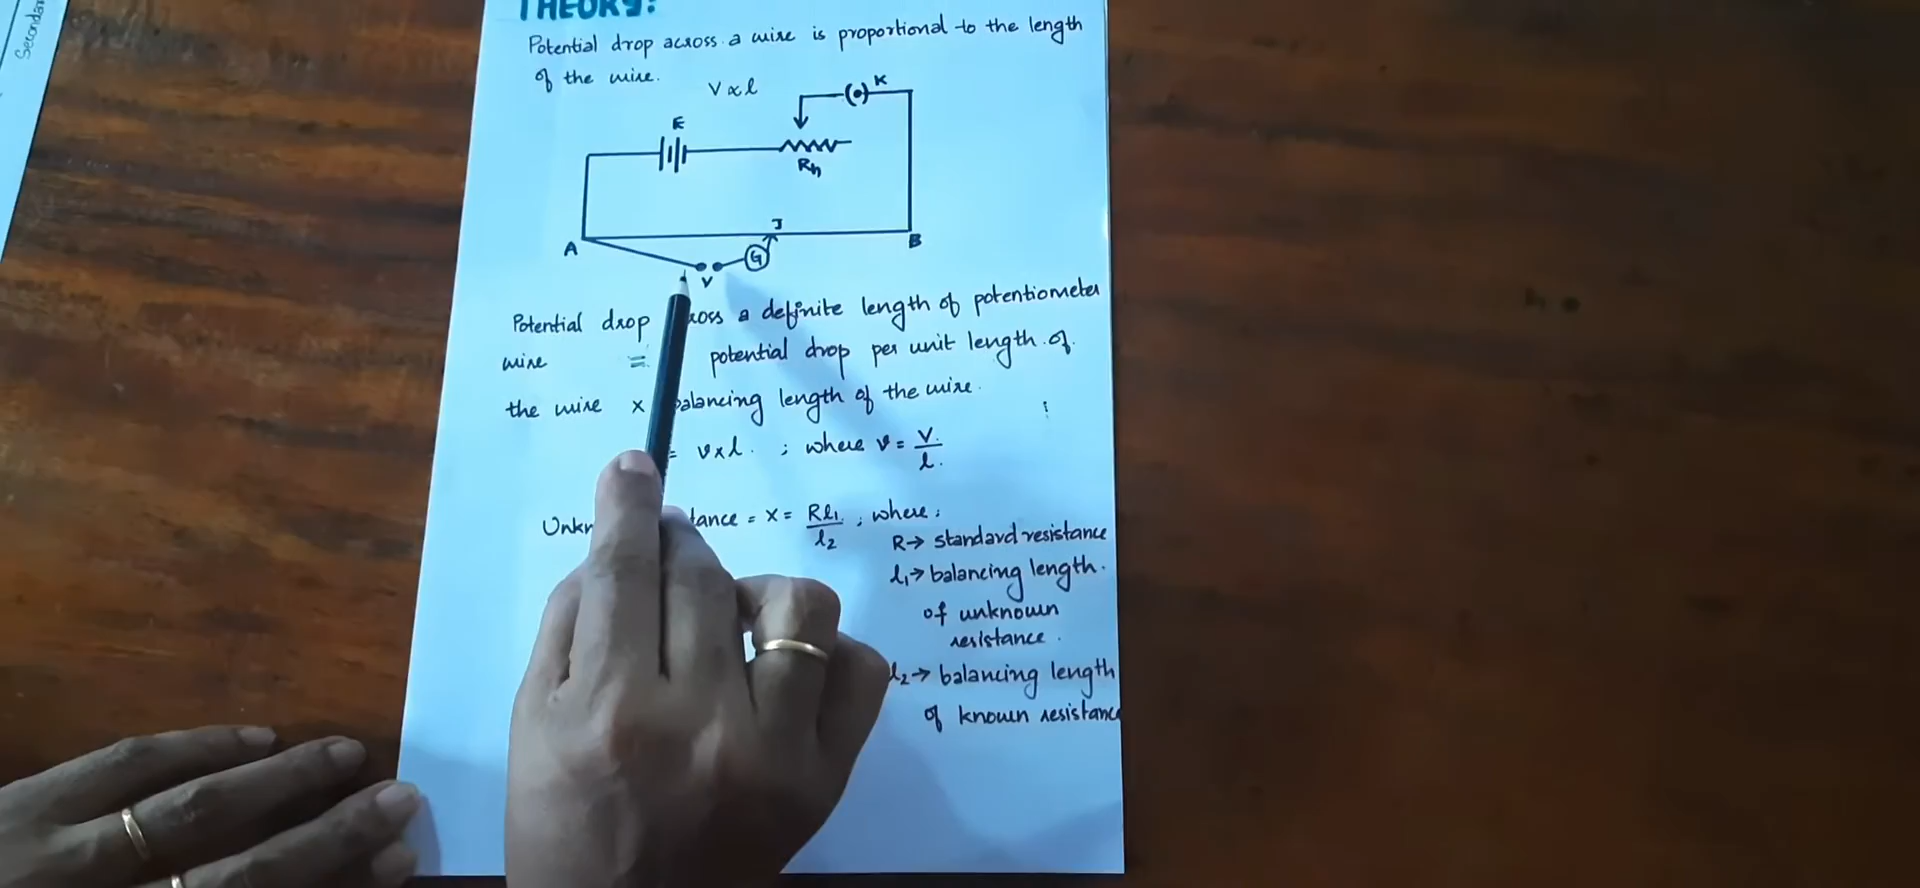 Secondar
THEORY:
Potential drop across a wire is proportional to the length
of the wire.
V ∝ l
K
E
Rh
J
A
B
G
V
Potential drop a definite length of potentiometer
wire = potential drop per unit length of
the wire × balancing length of the wire.
= v×l. ; where v = V/l.
= X = Rl₁/l₂ ; where ;
R→ standard resistance
l₁→ balancing length.
of unknown
resistance.
l₂→ balancing length
of known resistance